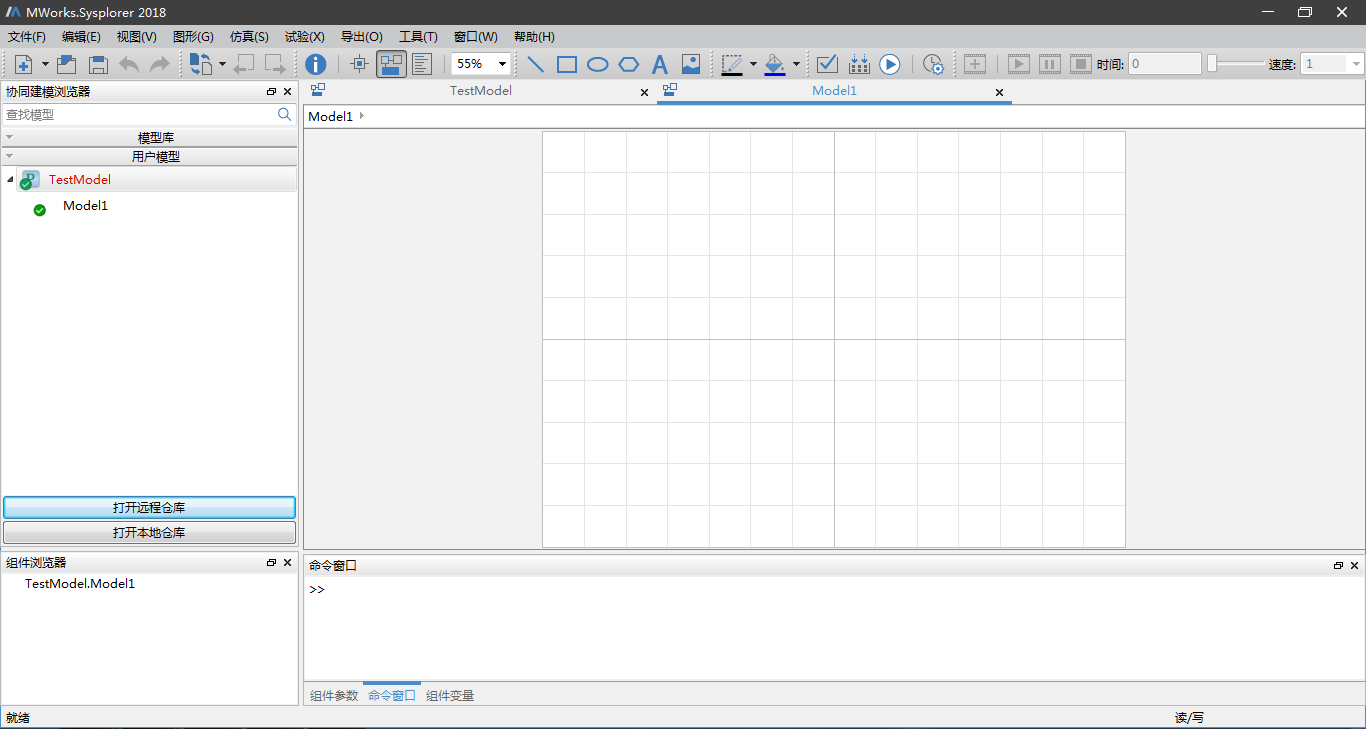 MWorks.Sysplorer 2018
文件(F) 编辑(E) 视图(V) 图形(G) 仿真(S) 试验(X) 导出(O) 工具(T) 窗口(W) 帮助(H)
55% 时间: 0 速度: 1
协同建模浏览器
TestModel Model1
查找模型
Model1
模型库
用户模型
TestModel
Model1
打开远程仓库
打开本地仓库
组件浏览器
TestModel.Model1
命令窗口
>>
组件参数 命令窗口 组件变量
就绪 读/写